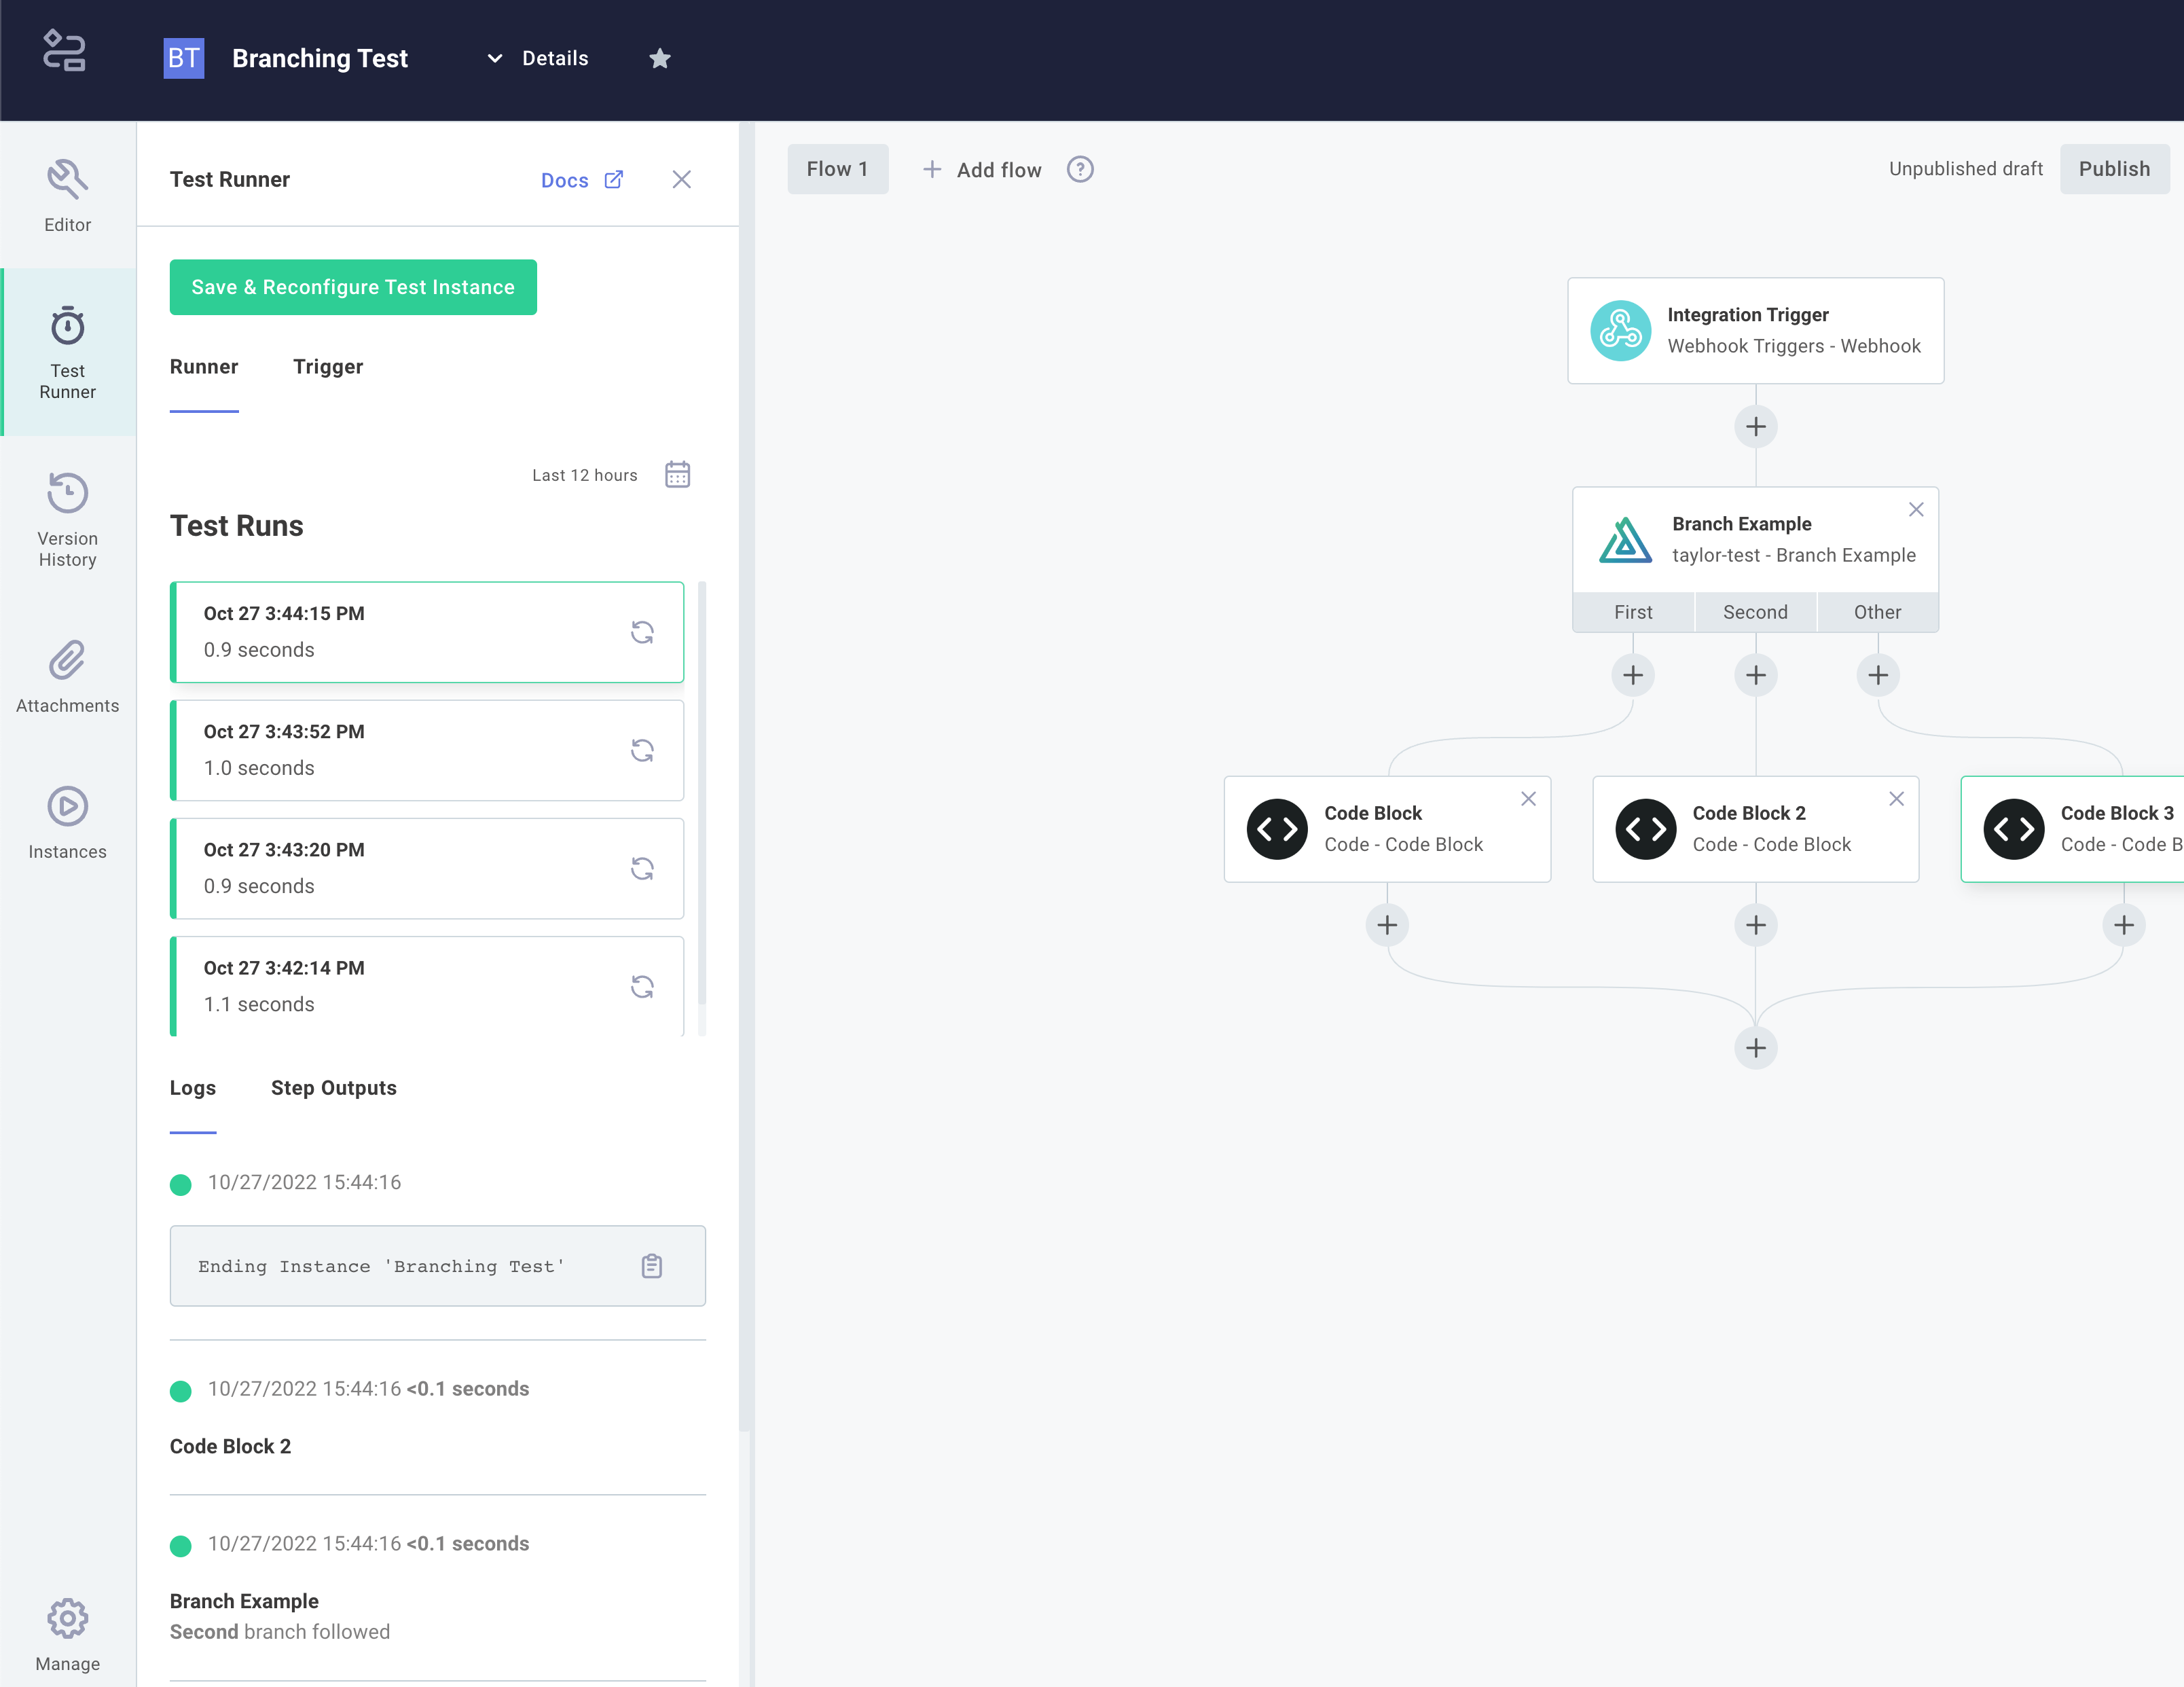 BT
Branching Test
Details
Editor
Test
Runner
Version
History
Attachments
Instances
Manage
Test Runner
Docs
Save & Reconfigure Test Instance
Runner
Trigger
Last 12 hours
Test Runs
Oct 27 3:44:15 PM
0.9 seconds
Oct 27 3:43:52 PM
1.0 seconds
Oct 27 3:43:20 PM
0.9 seconds
Oct 27 3:42:14 PM
1.1 seconds
Logs
Step Outputs
10/27/2022 15:44:16
Ending Instance 'Branching Test'
10/27/2022 15:44:16 <0.1 seconds
Code Block 2
10/27/2022 15:44:16 <0.1 seconds
Branch Example
Second branch followed
Flow 1
+ Add flow
?
Unpublished draft
Publish
Integration Trigger
Webhook Triggers - Webhook
Branch Example
taylor-test - Branch Example
First
Second
Other
Code Block
Code - Code Block
Code Block 2
Code - Code Block
Code Block 3
Code - Code B